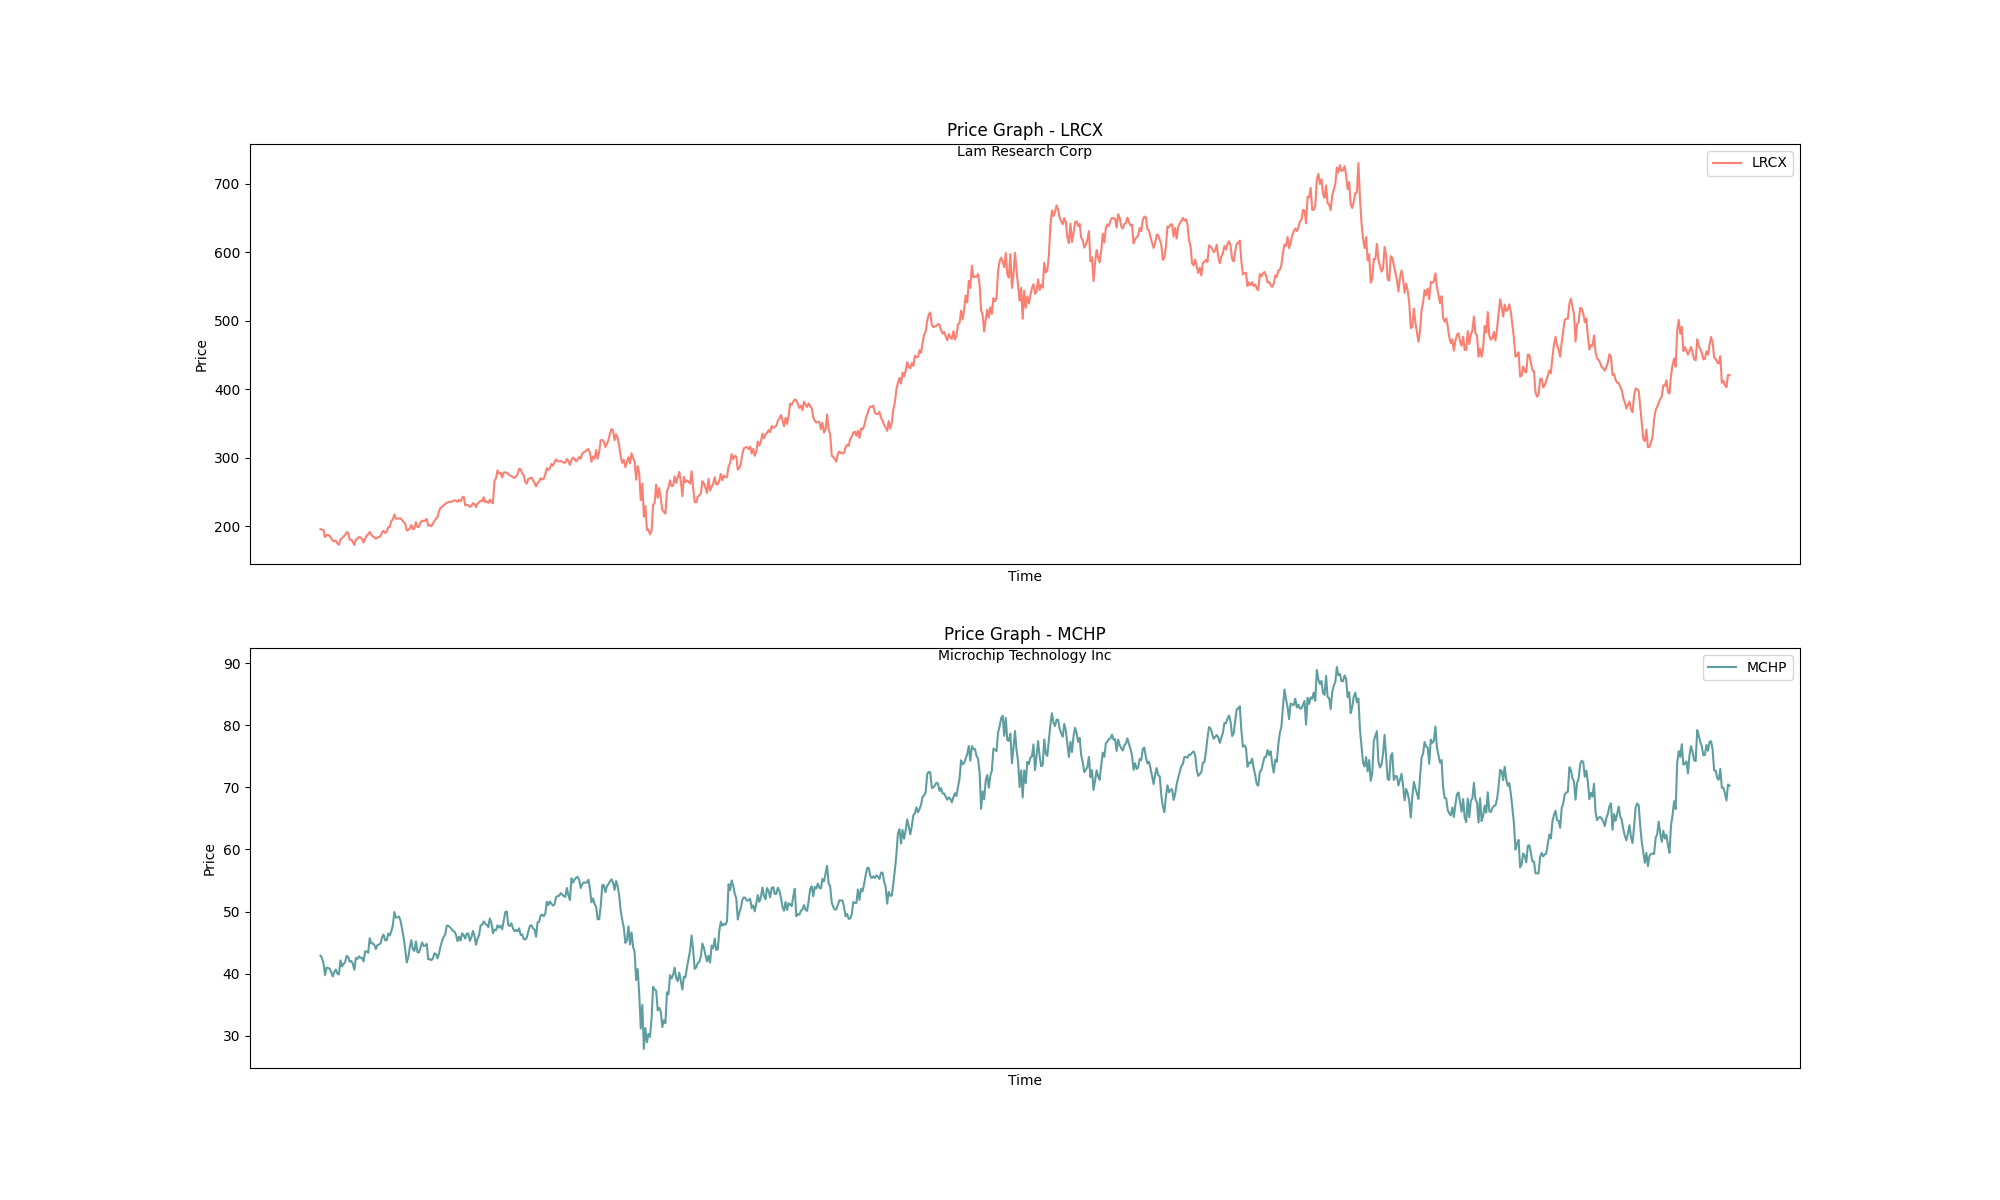 Price Graph - LRCX
Lam Research Corp
LRCX
700
600
500
400
300
200
Price
Time
Price Graph - MCHP
Microchip Technology Inc
MCHP
90
80
70
60
50
40
30
Price
Time